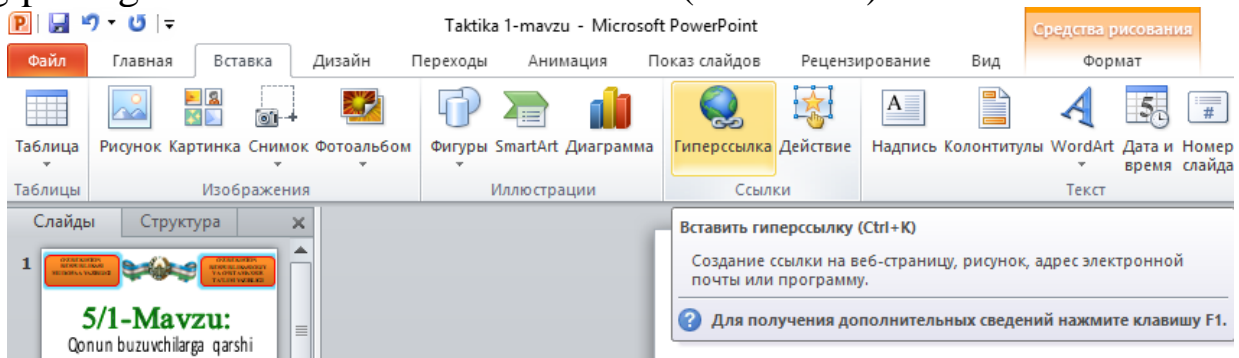 Taktika 1-mavzu - Microsoft PowerPoint
Средства рисования
Файл Главная Вставка Дизайн Переходы Анимация Показ слайдов Рецензирование Вид Формат
Таблица Рисунок Картинка Снимок Фотоальбом Фигуры SmartArt Диаграмма Гиперссылка Действие Надпись Колонтитулы WordArt Дата и время Номер слайда
Таблицы Изображения Иллюстрации Ссылки Текст
Слайды Структура
Вставить гиперссылку (Ctrl+K)
Создание ссылки на веб-страницу, рисунок, адрес электронной
почты или программу.
Для получения дополнительных сведений нажмите клавишу F1.
1
5/1-Mavzu:
Qonun buzuvchilarga qarshi